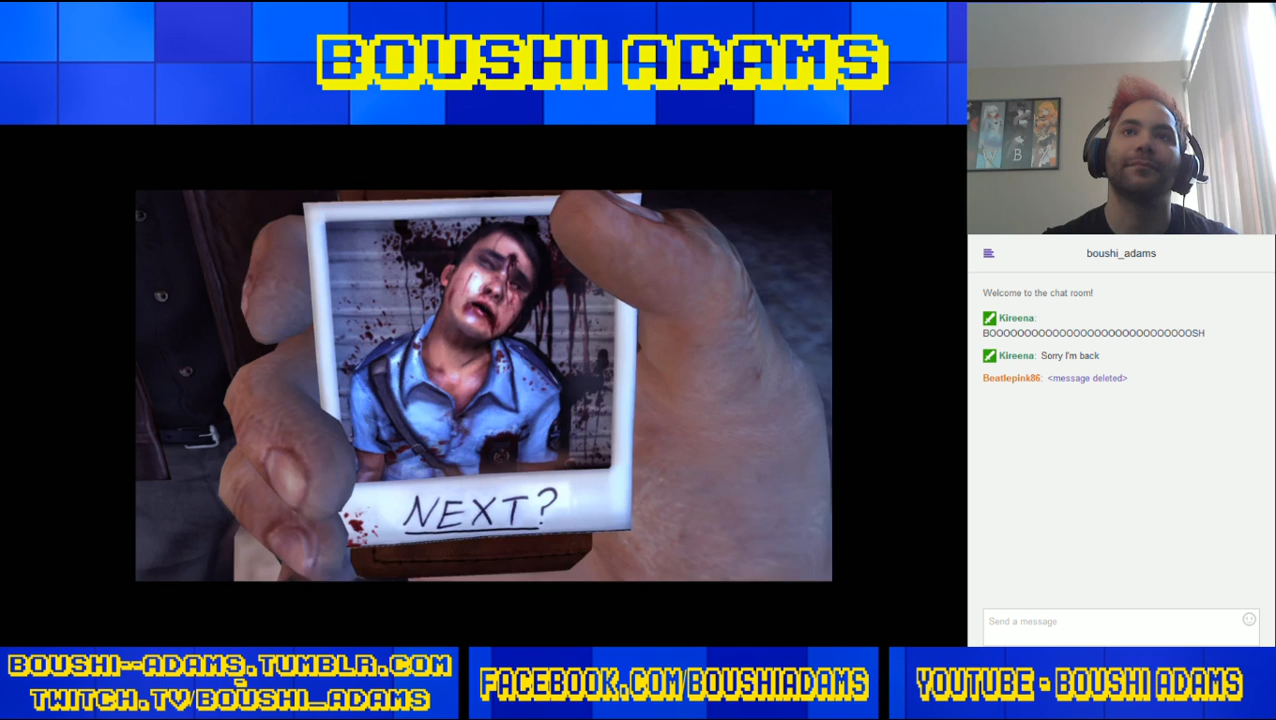 BOUSHI ADAMS
NEXT?
W B Y
boushi_adams
Welcome to the chat room!
Kireena:
BOOOOOOOOOOOOOOOOOOOOOOOOOOOOOSH
Kireena: Sorry I'm back
Beatlepink86: <message deleted>
Send a message
BOUSHI--ADAMS.TUMBLR.COM
-
TWITCH.TV/BOUSHI_ADAMS
FACEBOOK.COM/BOUSHIADAMS
YOUTUBE - BOUSHI ADAMS